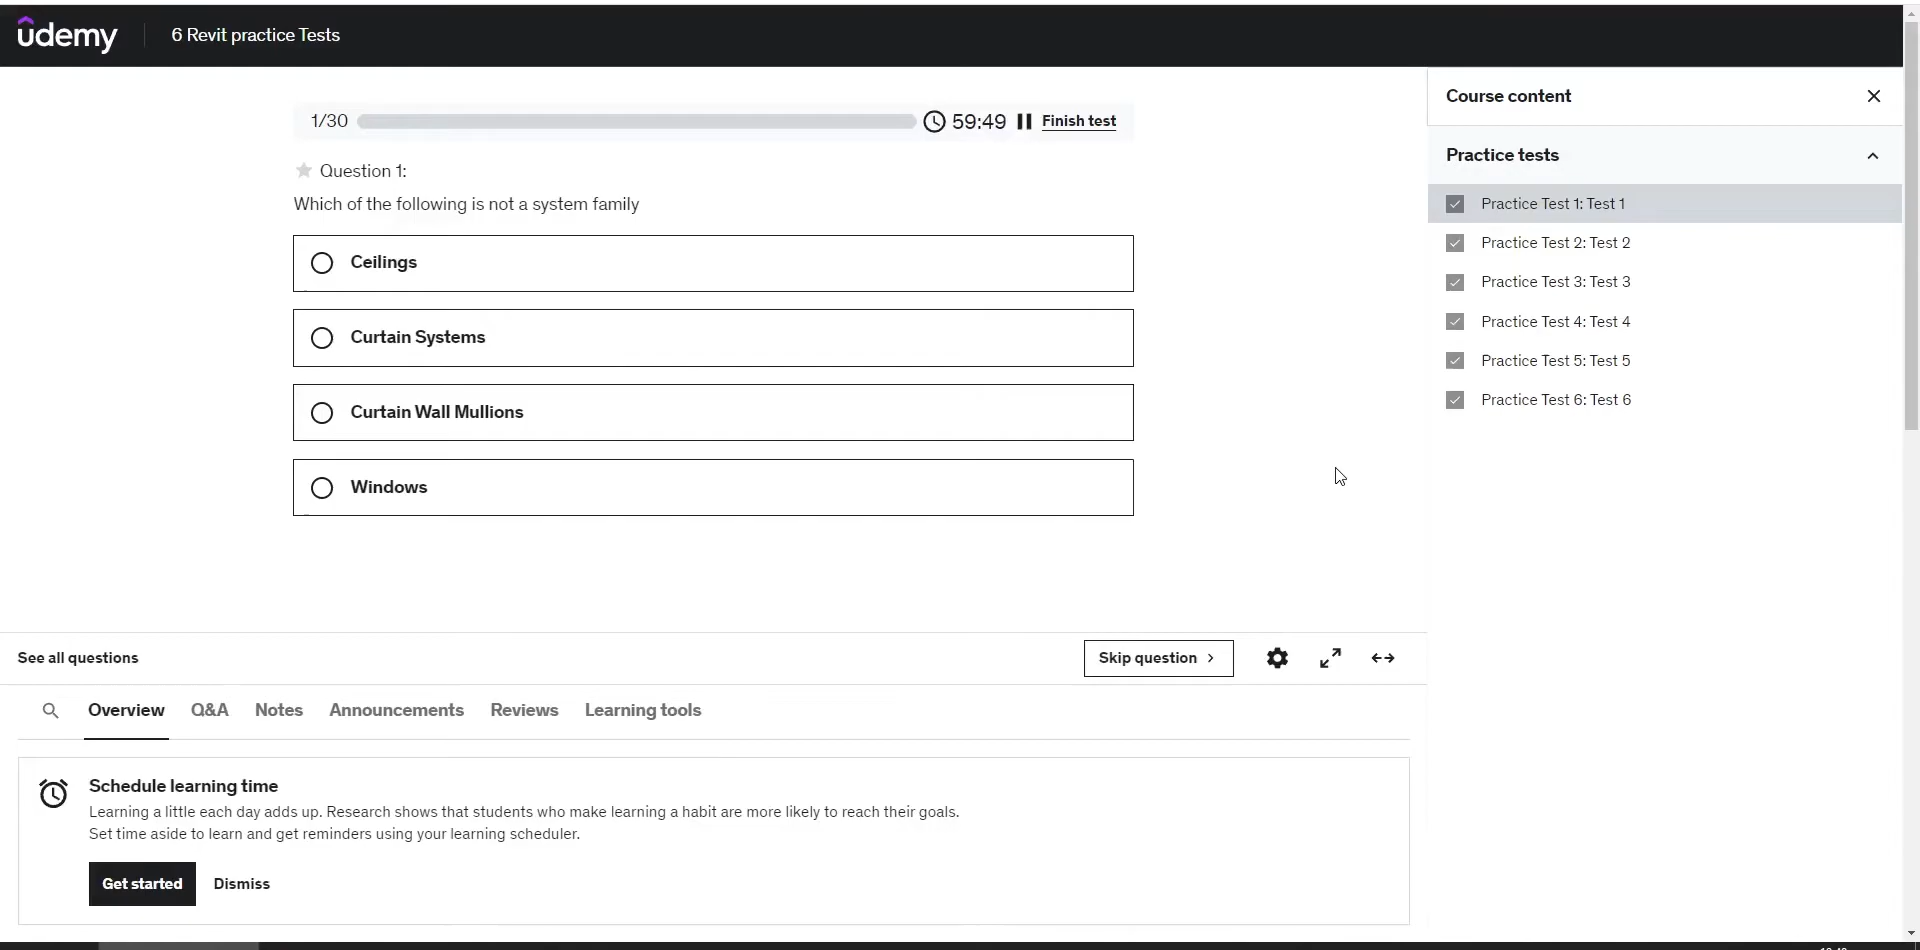 udemy
6 Revit practice Tests
1/30
59:49
Finish test
Question 1:
Which of the following is not a system family
Ceilings
Curtain Systems
Curtain Wall Mullions
Windows
See all questions
Skip question
Overview
Q&A
Notes
Announcements
Reviews
Learning tools
Schedule learning time
Learning a little each day adds up. Research shows that students who make learning a habit are more likely to reach their goals.
Set time aside to learn and get reminders using your learning scheduler.
Get started
Dismiss
Course content
Practice tests
Practice Test 1: Test 1
Practice Test 2: Test 2
Practice Test 3: Test 3
Practice Test 4: Test 4
Practice Test 5: Test 5
Practice Test 6: Test 6